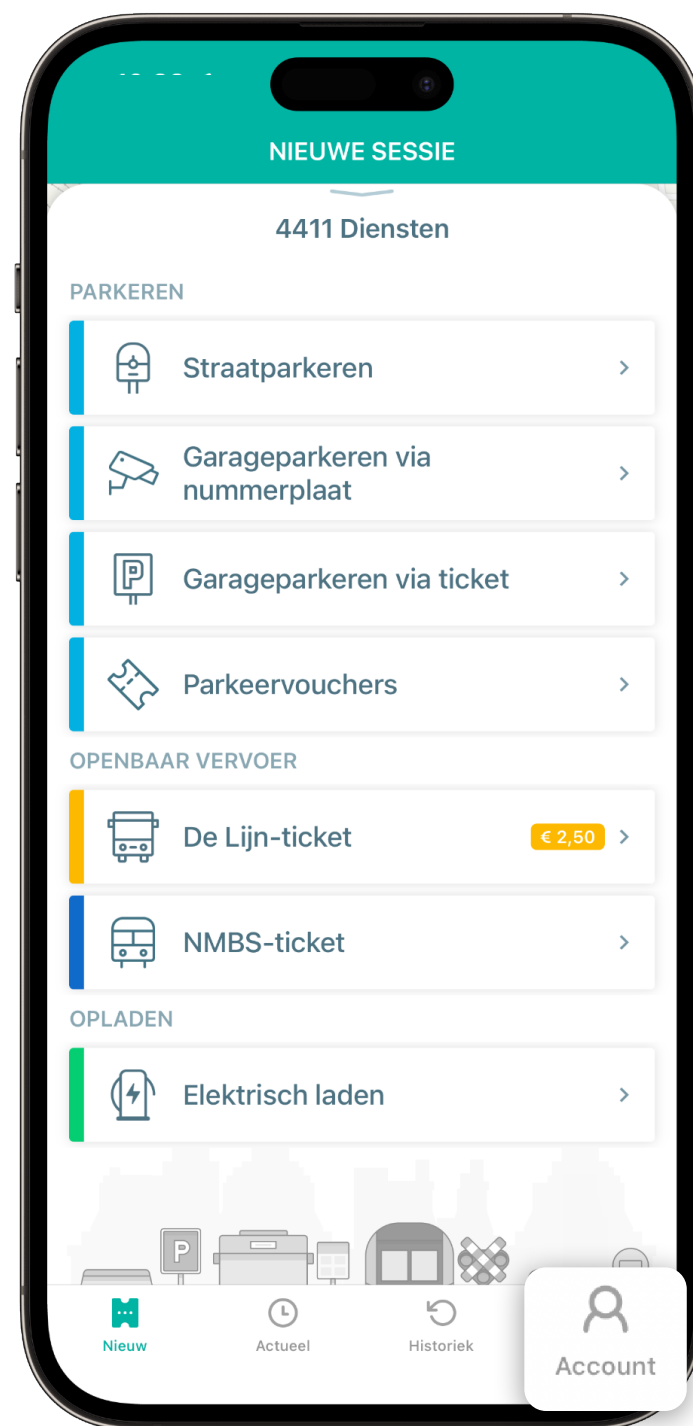 NIEUWE SESSIE
4411 Diensten
PARKEREN
Straatparkeren
Garageparkeren via
nummerplaat
Garageparkeren via ticket
Parkeervouchers
OPENBAAR VERVOER
De Lijn-ticket
€ 2,50
NMBS-ticket
OPLADEN
Elektrisch laden
P
Nieuw
Actueel
Historiek
Account